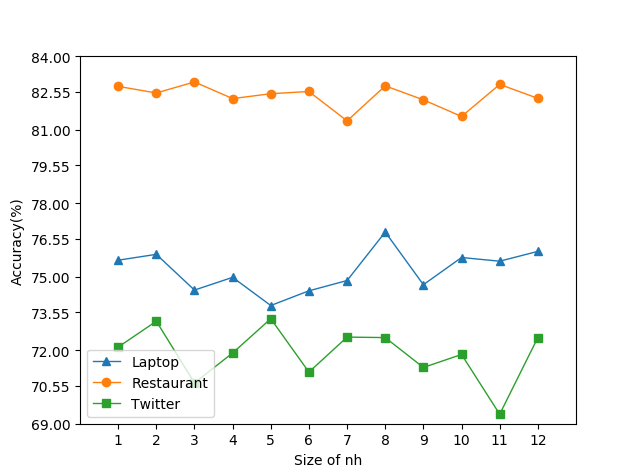 84.00
82.55
81.00
79.55
78.00
76.55
75.00
73.55
72.00
70.55
69.00
Accuracy(%)
Laptop
Restaurant
Twitter
1 2 3 4 5 6 7 8 9 10 11 12
Size of nh